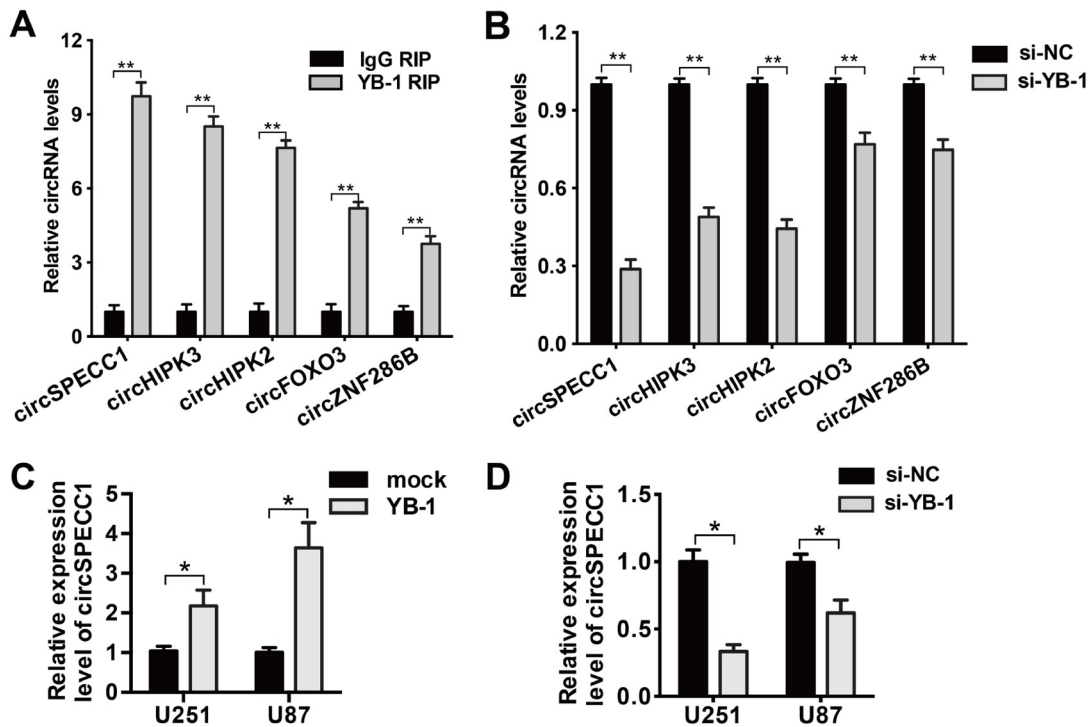 A
IgG RIP
YB-1 RIP
Relative circRNA levels
12
9
6
3
0
**
**
**
**
**
circSPECC1
circHIPK3
circHIPK2
circFOXO3
circZNF286B
B
si-NC
si-YB-1
Relative circRNA levels
1.2
0.9
0.6
0.3
0.0
**
**
**
**
**
circSPECC1
circHIPK3
circHIPK2
circFOXO3
circZNF286B
C
mock
YB-1
Relative expression
level of circSPECC1
5
4
3
2
1
0
*
*
U251
U87
D
si-NC
si-YB-1
Relative expression
level of circSPECC1
1.5
1.0
0.5
0.0
*
*
U251
U87